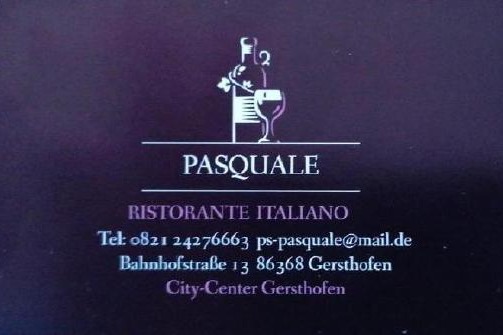 PASQUALE
RISTORANTE ITALIANO
Tel: 0821 24276663 ps-pasquale@mail.de
Bahnhofstraße 13 86368 Gersthofen
City-Center Gersthofen